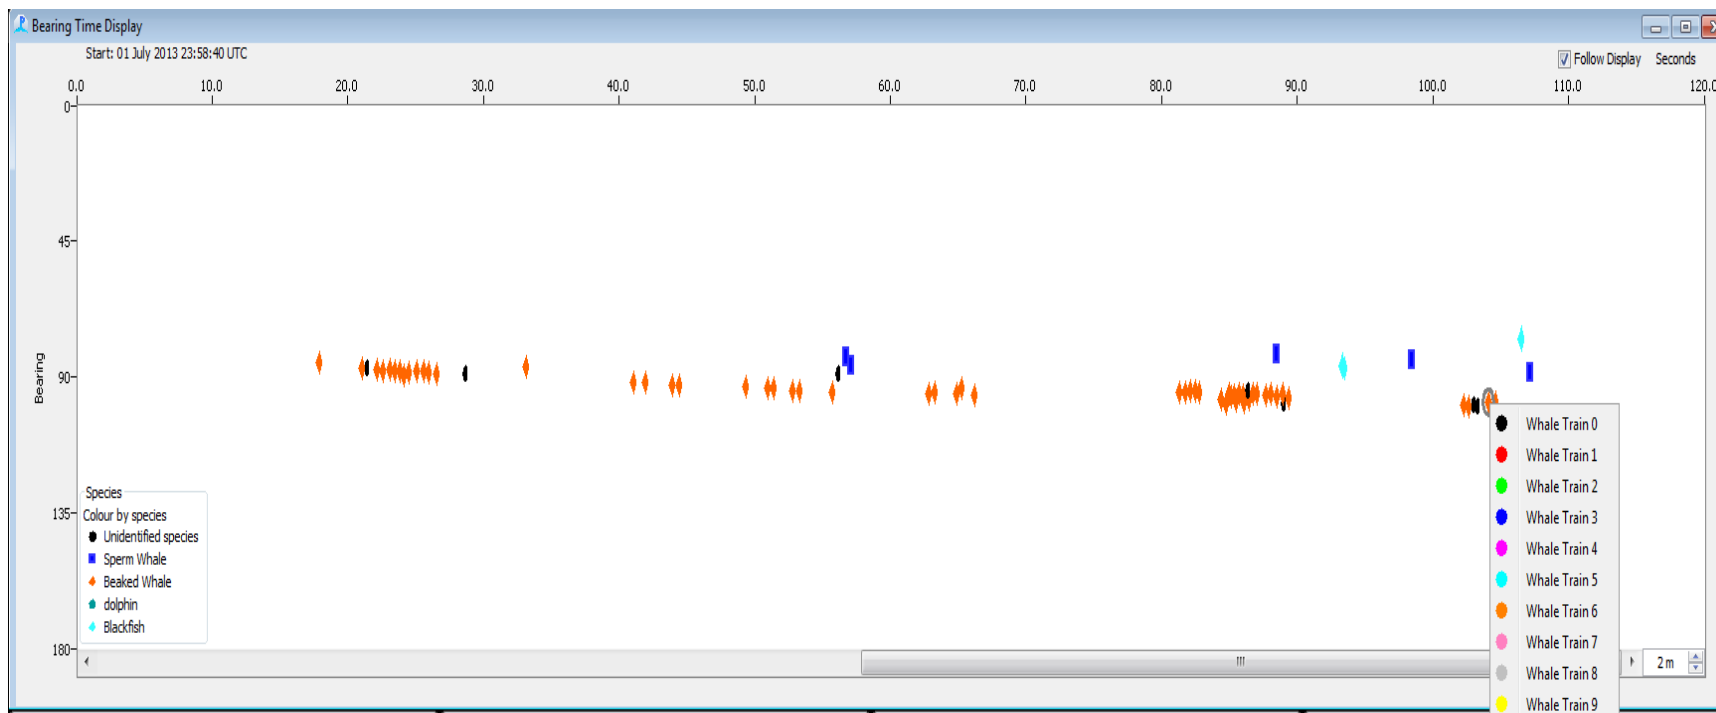 Bearing Time Display
Start: 01 July 2013 23:58:40 UTC
Follow Display Seconds
0.0 10.0 20.0 30.0 40.0 50.0 60.0 70.0 80.0 90.0 100.0 110.0 120.0
0
45
90
135
180
Bearing
Species
Colour by species
Unidentified species
Sperm Whale
Beaked Whale
dolphin
Blackfish
Whale Train 0
Whale Train 1
Whale Train 2
Whale Train 3
Whale Train 4
Whale Train 5
Whale Train 6
Whale Train 7
Whale Train 8
Whale Train 9
2 m